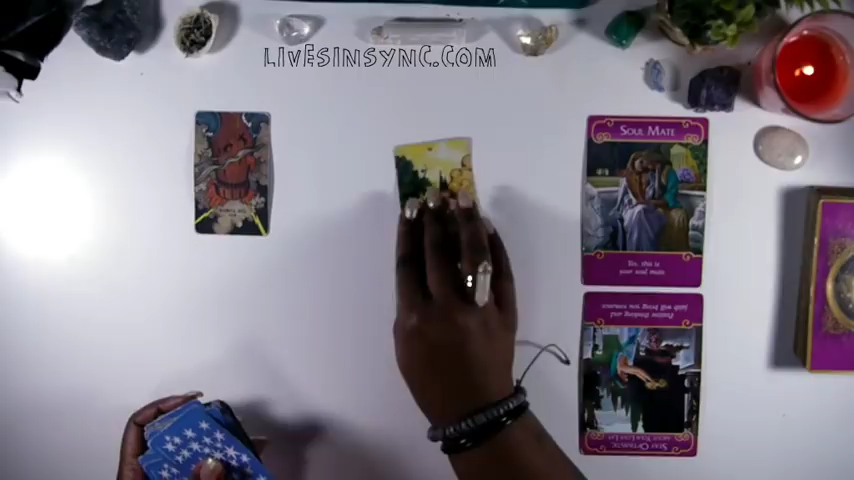 LiVESiNSYNC.COM
SOUL MATE
Yes, this is
your soul mate
Positive thinking and
faith will bring you romance
STAY OPTIMISTIC
ABOUT YOUR LOVE LIFE